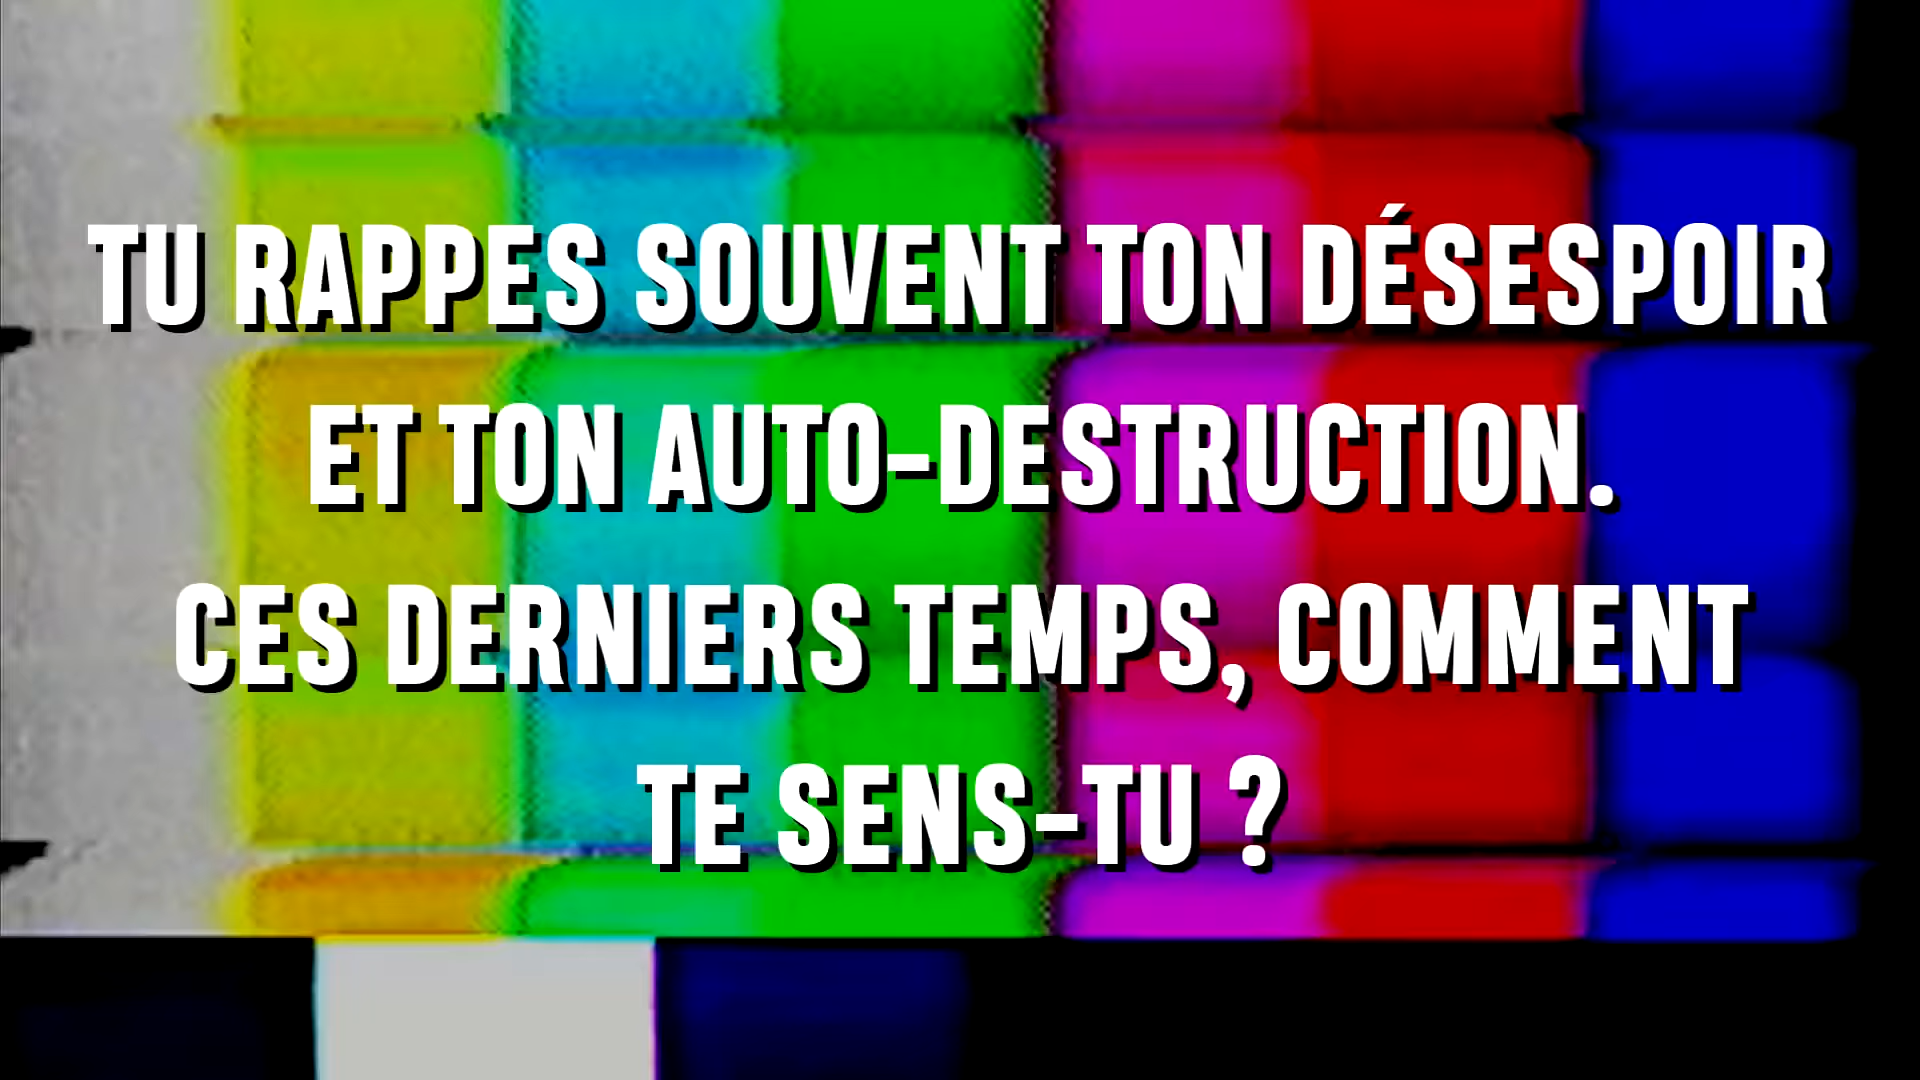 TU RAPPES SOUVENT TON DÉSESPOIR
ET TON AUTO-DESTRUCTION.
CES DERNIERS TEMPS, COMMENT
TE SENS-TU ?